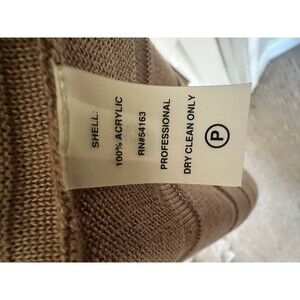 SHELL:
100% ACRYLIC
RN#54163
PROFESSIONAL
DRY CLEAN ONLY
P